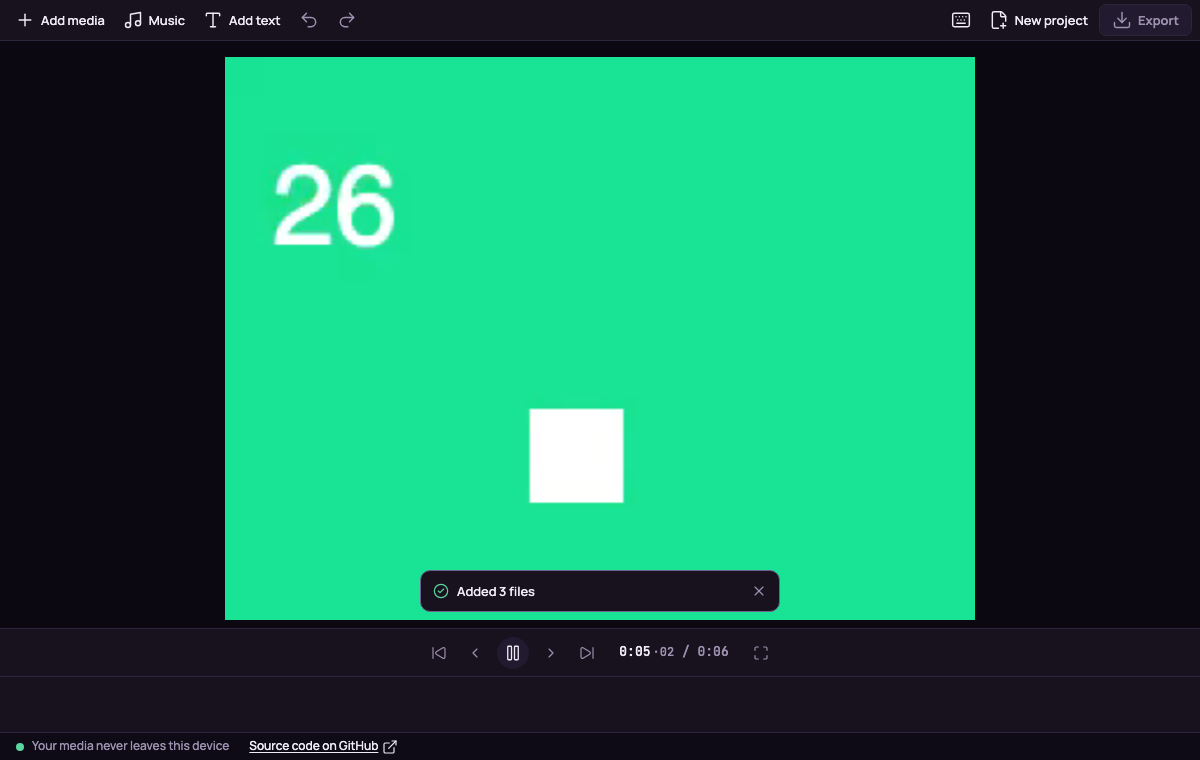 Add media
Music
Add text
New project
Export
26
Added 3 files
0:05·02 / 0:06
Your media never leaves this device
Source code on GitHub